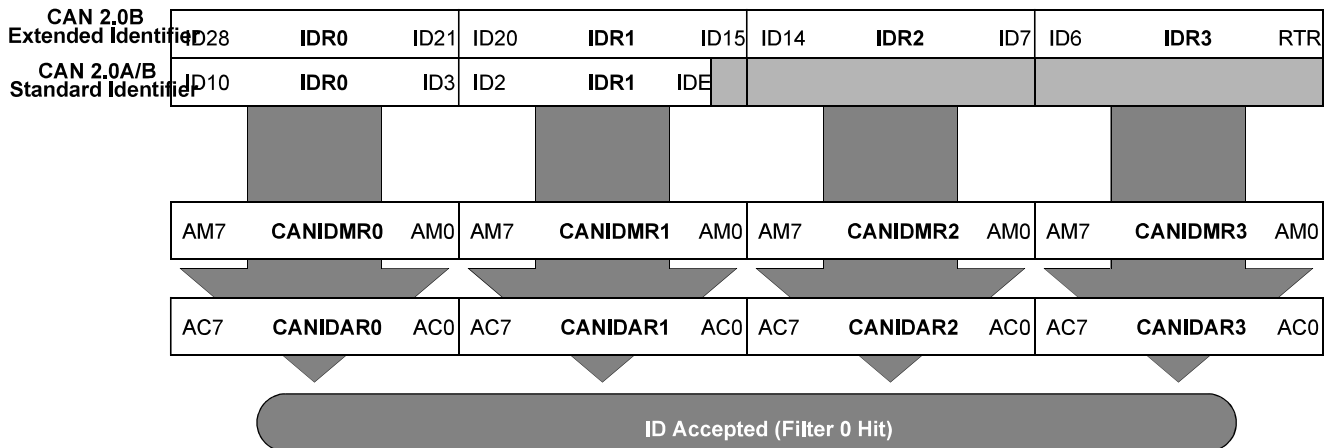 CAN 2.0B
Extended Identifier
ID28 IDR0 ID21 ID20 IDR1 ID15 ID14 IDR2 ID7 ID6 IDR3 RTR
CAN 2.0A/B
Standard Identifier
ID10 IDR0 ID3 ID2 IDR1 IDE
AM7 CANIDMR0 AM0 AM7 CANIDMR1 AM0 AM7 CANIDMR2 AM0 AM7 CANIDMR3 AM0
AC7 CANIDAR0 AC0 AC7 CANIDAR1 AC0 AC7 CANIDAR2 AC0 AC7 CANIDAR3 AC0
ID Accepted (Filter 0 Hit)